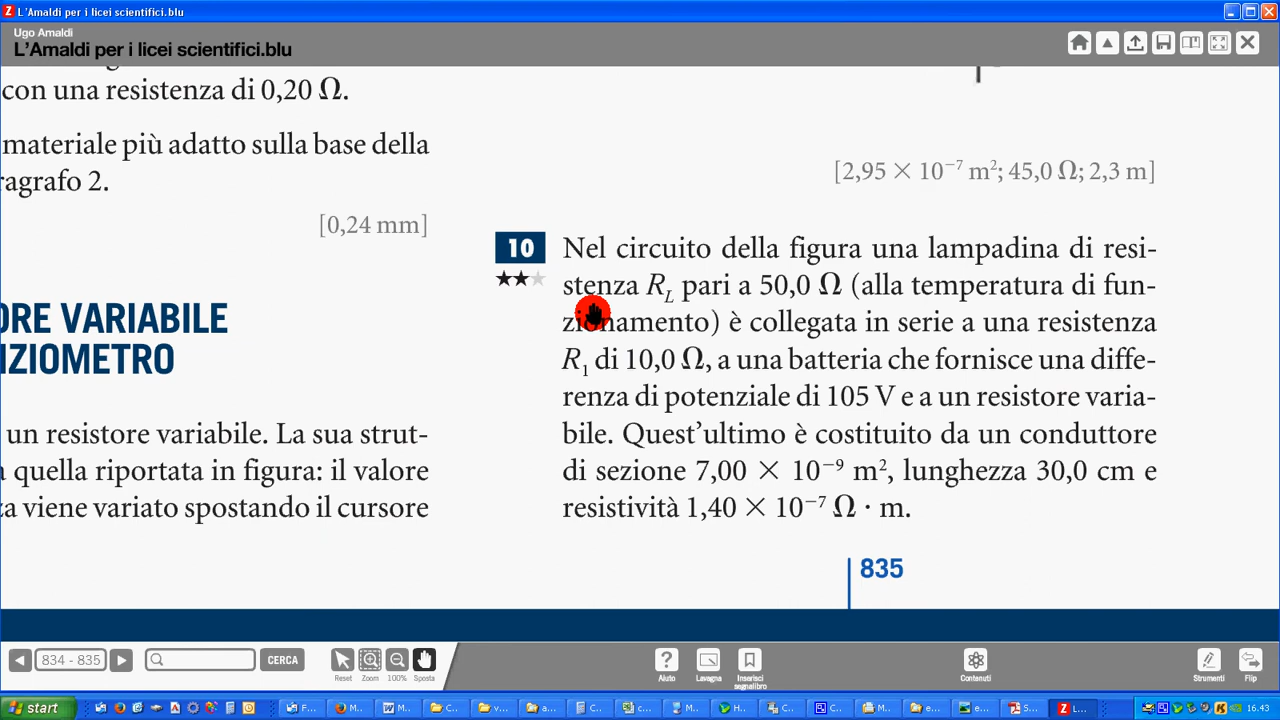 L'Amaldi per i licei scientifici.blu
Ugo Amaldi
L'Amaldi per i licei scientifici.blu
con una resistenza di 0,20 Ω.
materiale più adatto sulla base della
ragrafo 2.
[0,24 mm]
ORE VARIABILE
NZIOMETRO
un resistore variabile. La sua strut-
a quella riportata in figura: il valore
za viene variato spostando il cursore
[2,95 × 10⁻⁷ m²; 45,0 Ω; 2,3 m]
10
★★★
Nel circuito della figura una lampadina di resi-
stenza R_L pari a 50,0 Ω (alla temperatura di fun-
zionamento) è collegata in serie a una resistenza
R₁ di 10,0 Ω, a una batteria che fornisce una diffe-
renza di potenziale di 105 V e a un resistore varia-
bile. Quest'ultimo è costituito da un conduttore
di sezione 7,00 × 10⁻⁹ m², lunghezza 30,0 cm e
resistività 1,40 × 10⁻⁷ Ω · m.
835
834 - 835
CERCA
Reset
Zoom
100%
Sposta
Aiuto
Lavagna
Inserisci
segnalibro
Contenuti
Strumenti
Flip
start
F...
M...
M...
C...
v...
a...
C...
c...
M...
H...
C...
C...
M...
e...
e...
S...
L...
16.43